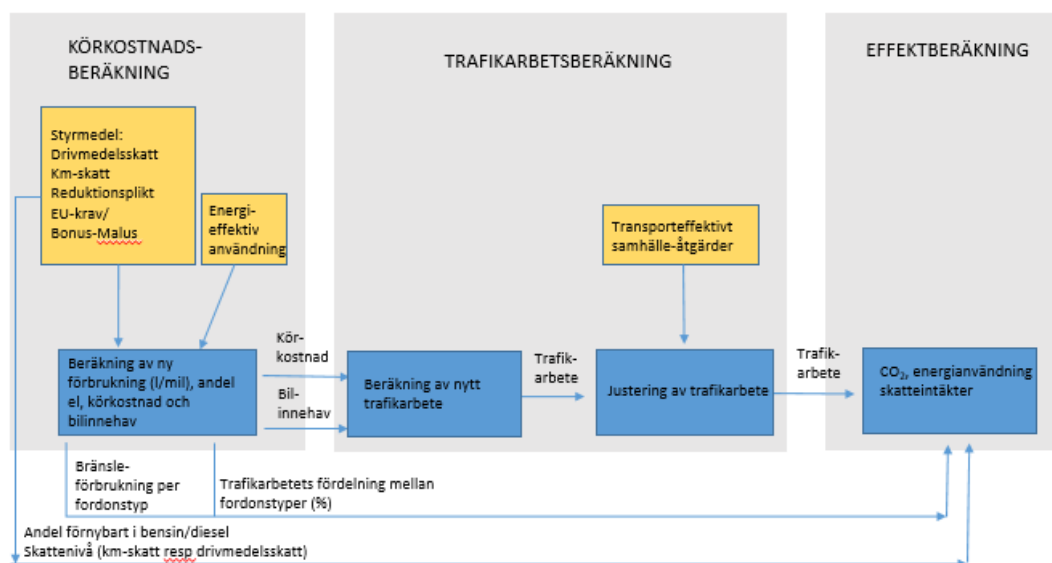 KÖRKOSTNADS-
BERÄKNING
TRAFIKARBETSBERÄKNING
EFFEKTBERÄKNING
Styrmedel:
Drivmedelsskatt
Km-skatt
Reduktionsplikt
EU-krav/
Bonus-Malus
Energi-
effektiv
användning
Transporteffektivt
samhälle-åtgärder
Beräkning av ny
förbrukning (l/mil), andel
el, körkostnad och
bilinnehav
Kör-
kostnad
Bil-
innehav
Beräkning av nytt
trafikarbete
Trafik-
arbete
Justering av trafikarbete
Trafik-
arbete
CO₂, energianvändning
skatteintäkter
Bränsle-
förbrukning per
fordonstyp
Trafikarbetets fördelning mellan
fordonstyper (%)
Andel förnybart i bensin/diesel
Skattenivå (km-skatt resp drivmedelsskatt)